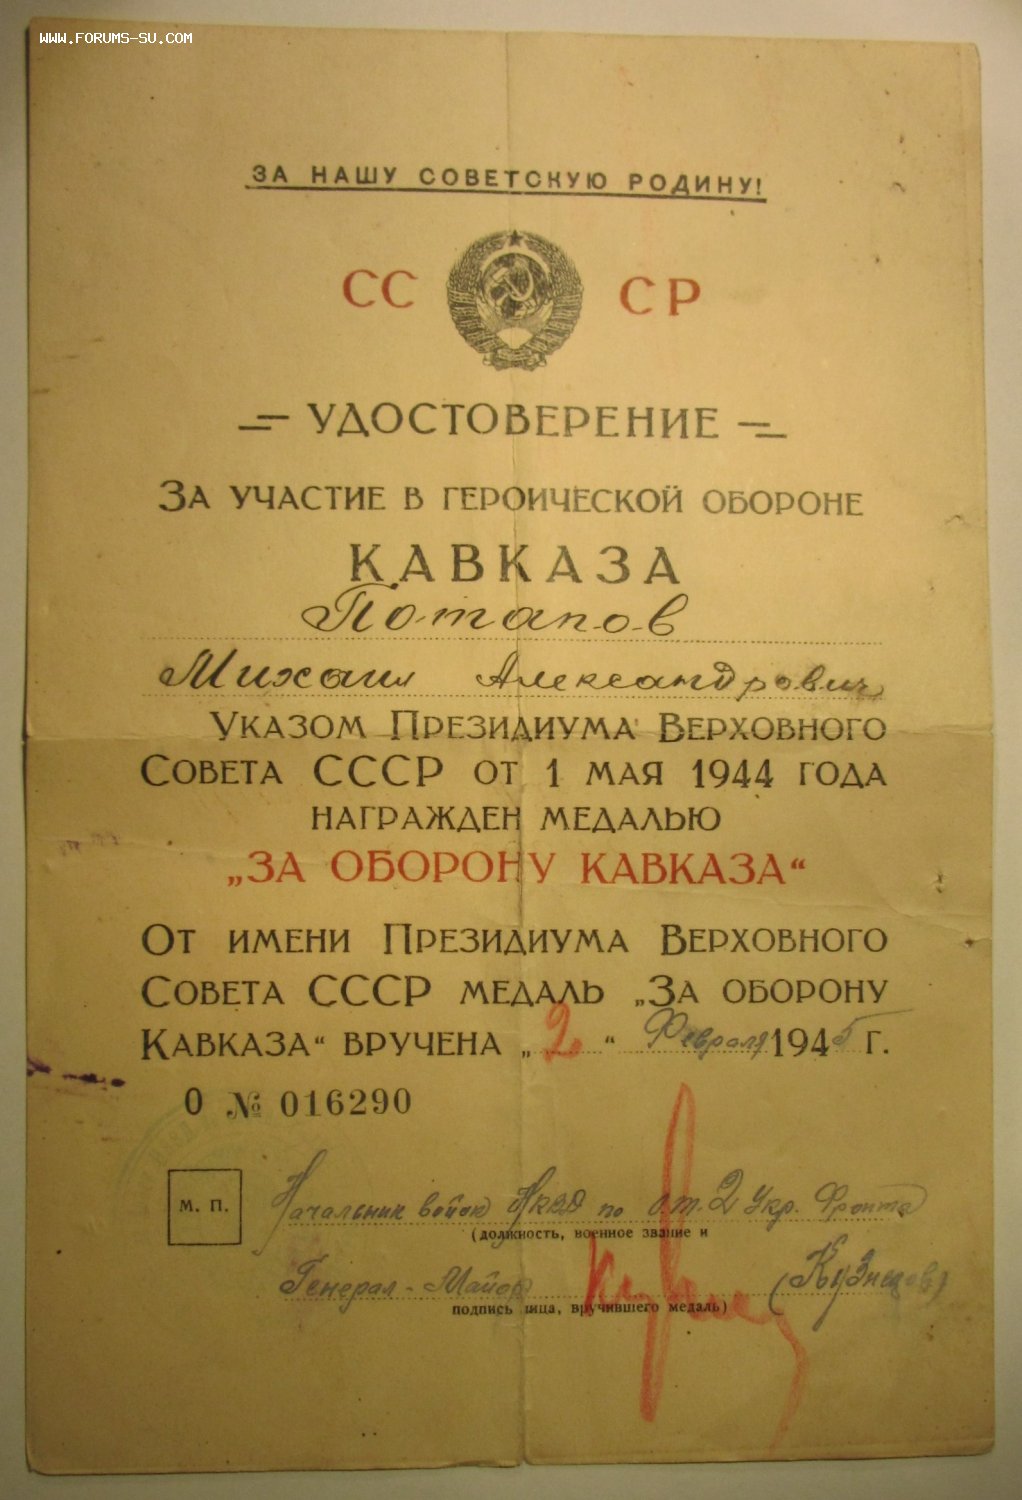 WWW.FORUMS-SU.COM
ЗА НАШУ СОВЕТСКУЮ РОДИНУ!
СС СР
УДОСТОВЕРЕНИЕ
ЗА УЧАСТИЕ В ГЕРОИЧЕСКОЙ ОБОРОНЕ
КАВКАЗА
Потапов
Михаил Александрович
УКАЗОМ ПРЕЗИДИУМА ВЕРХОВНОГО
СОВЕТА СССР ОТ 1 МАЯ 1944 ГОДА
НАГРАЖДЕН МЕДАЛЬЮ
„ЗА ОБОРОНУ КАВКАЗА“
ОТ ИМЕНИ ПРЕЗИДИУМА ВЕРХОВНОГО
СОВЕТА СССР МЕДАЛЬ „ЗА ОБОРОНУ
КАВКАЗА“ ВРУЧЕНА „2“ Февраля 1945 Г.
О № 016290
М. П.
Начальник войск НКВД по о.т. 2 Укр. Фронта
(должность, военное звание и
Генерал-Майор (Кузнецов)
подпись лица, вручившего медаль)